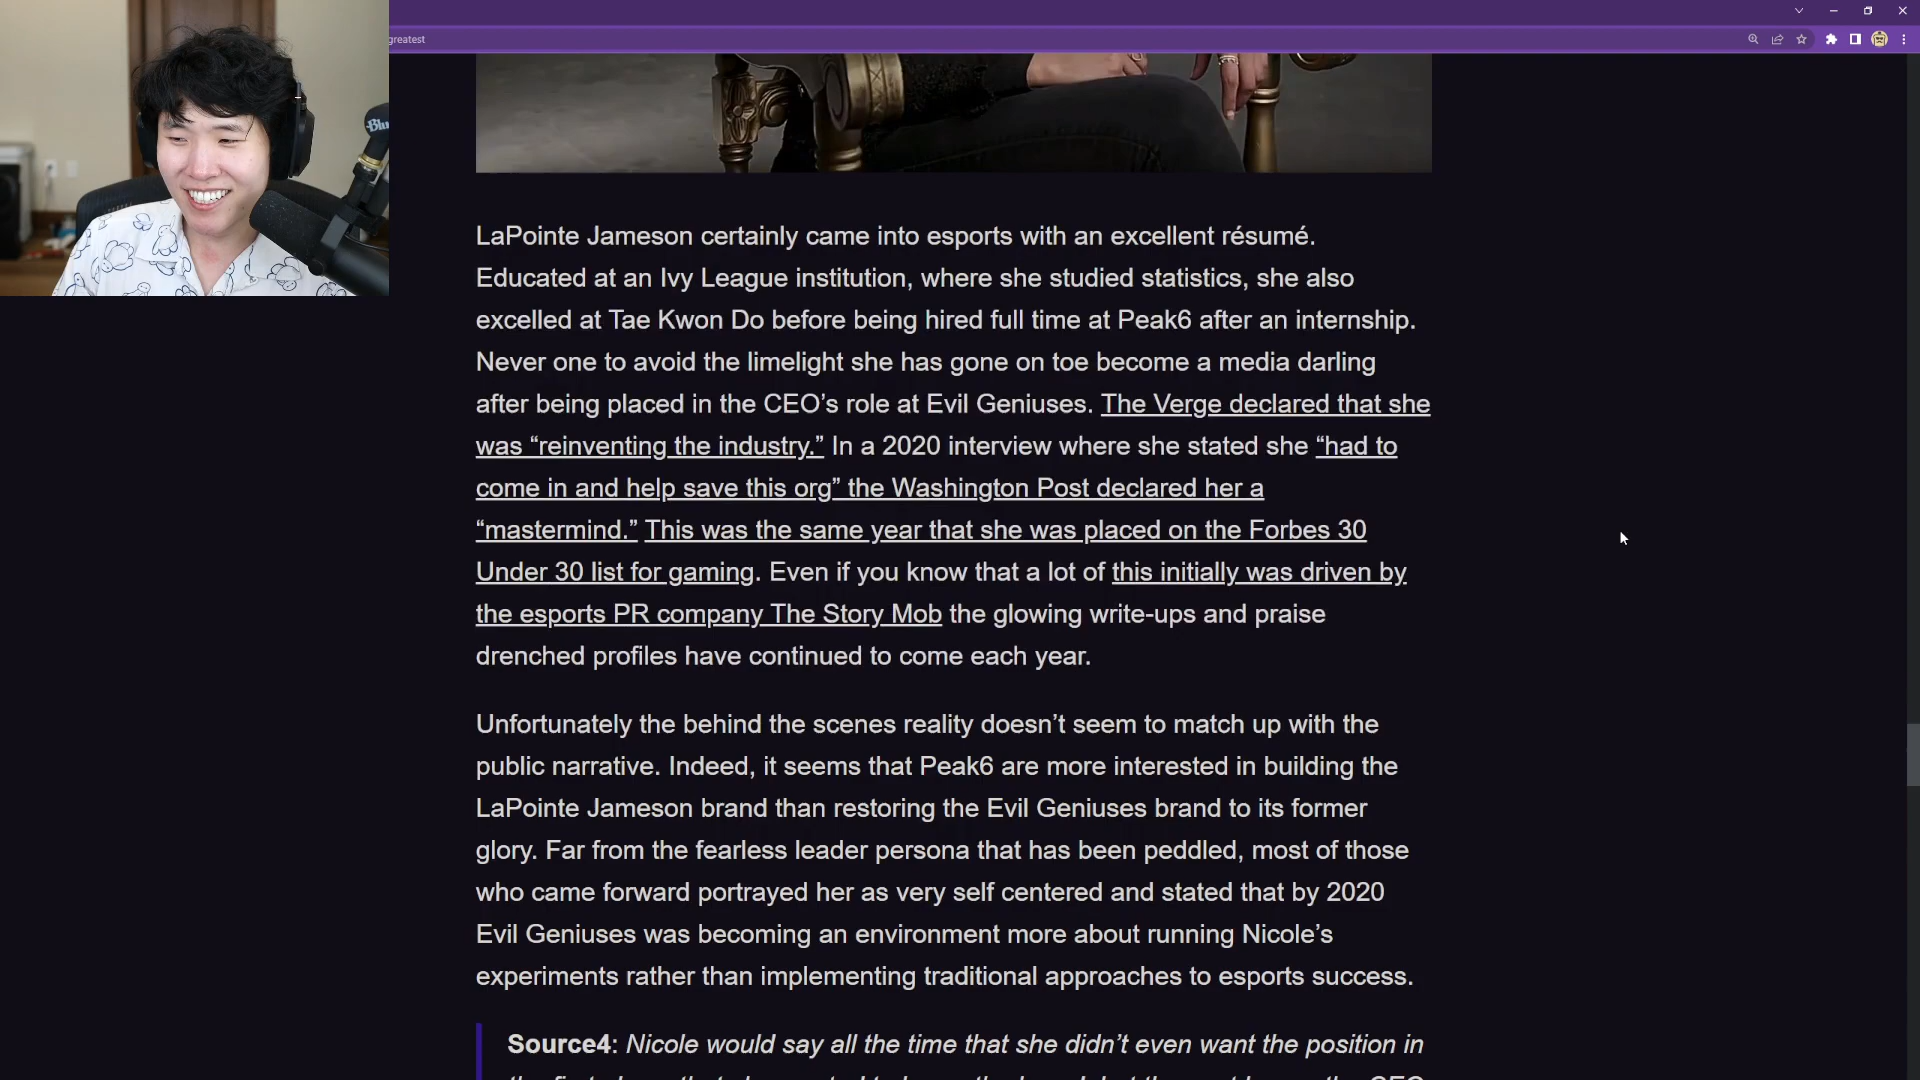 greatest
Blu
LaPointe Jameson certainly came into esports with an excellent résumé.
Educated at an Ivy League institution, where she studied statistics, she also
excelled at Tae Kwon Do before being hired full time at Peak6 after an internship.
Never one to avoid the limelight she has gone on toe become a media darling
after being placed in the CEO’s role at Evil Geniuses. The Verge declared that she
was “reinventing the industry.” In a 2020 interview where she stated she “had to
come in and help save this org” the Washington Post declared her a
“mastermind.” This was the same year that she was placed on the Forbes 30
Under 30 list for gaming. Even if you know that a lot of this initially was driven by
the esports PR company The Story Mob the glowing write-ups and praise
drenched profiles have continued to come each year.
Unfortunately the behind the scenes reality doesn’t seem to match up with the
public narrative. Indeed, it seems that Peak6 are more interested in building the
LaPointe Jameson brand than restoring the Evil Geniuses brand to its former
glory. Far from the fearless leader persona that has been peddled, most of those
who came forward portrayed her as very self centered and stated that by 2020
Evil Geniuses was becoming an environment more about running Nicole’s
experiments rather than implementing traditional approaches to esports success.
Source4: Nicole would say all the time that she didn’t even want the position in